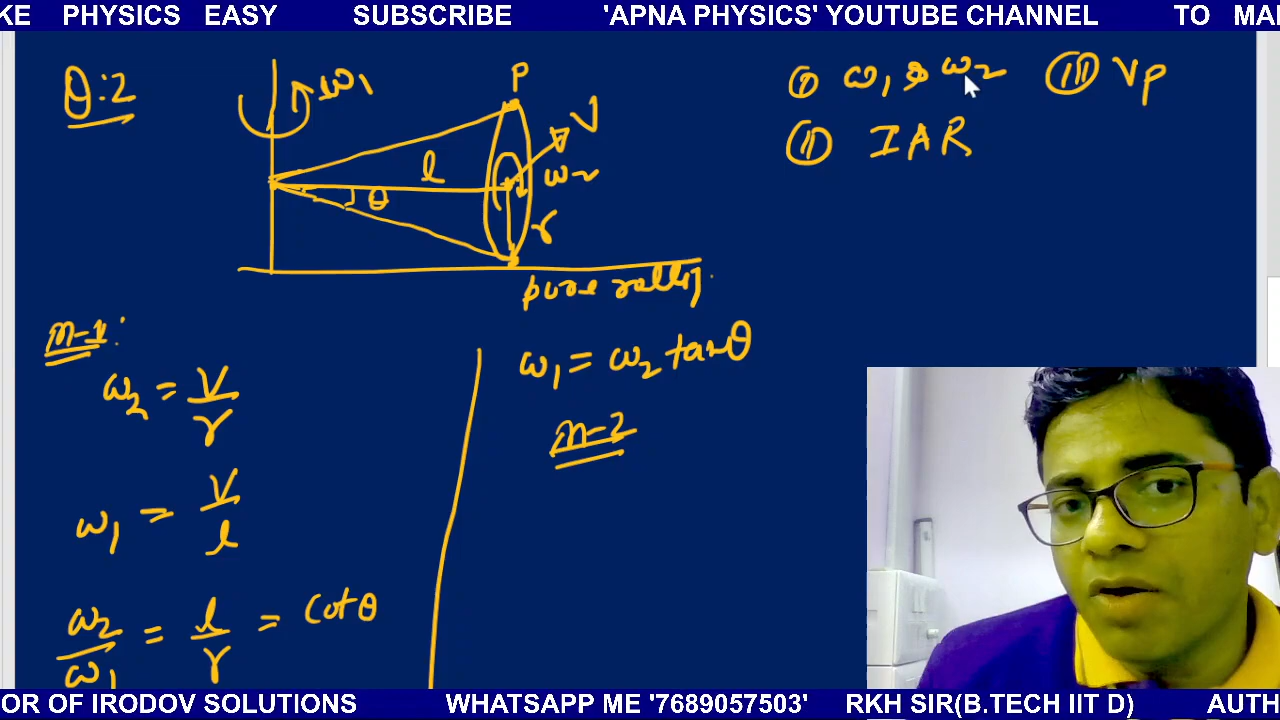 KE PHYSICS EASY SUBSCRIBE 'APNA PHYSICS' YOUTUBE CHANNEL TO MA
Q:2
ω₁
P
l
θ
V
ω₂
r
pure rolling
(i) ω₁ & ω₂ (iii) Vp
(ii) IAR
M-1:
ω₂ = V/r
ω₁ = V/l
ω₂/ω₁ = l/r = cotθ
ω₁ = ω₂ tanθ
M-2
OR OF IRODOV SOLUTIONS WHATSAPP ME '7689057503' RKH SIR(B.TECH IIT D) AUTH